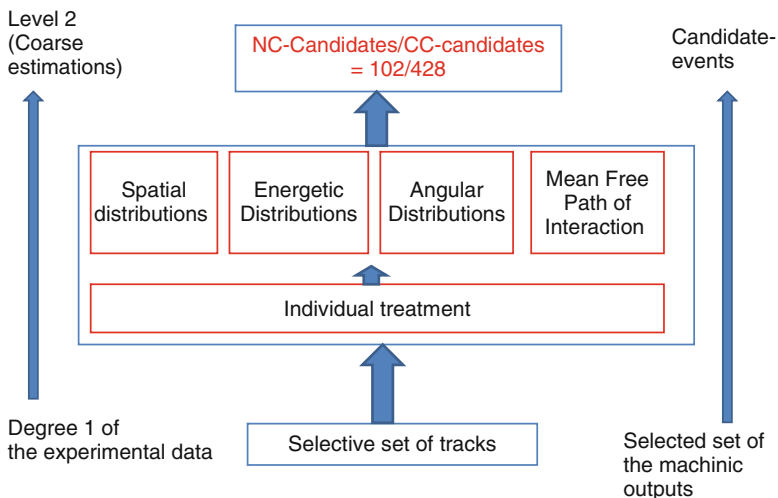 Level 2
(Coarse
estimations)
NC-Candidates/CC-candidates
= 102/428
Candidate-
events
Spatial
distributions
Energetic
Distributions
Angular
Distributions
Mean Free
Path of
Interaction
Individual treatment
Degree 1 of
the experimental data
Selective set of tracks
Selected set of
the machinic
outputs